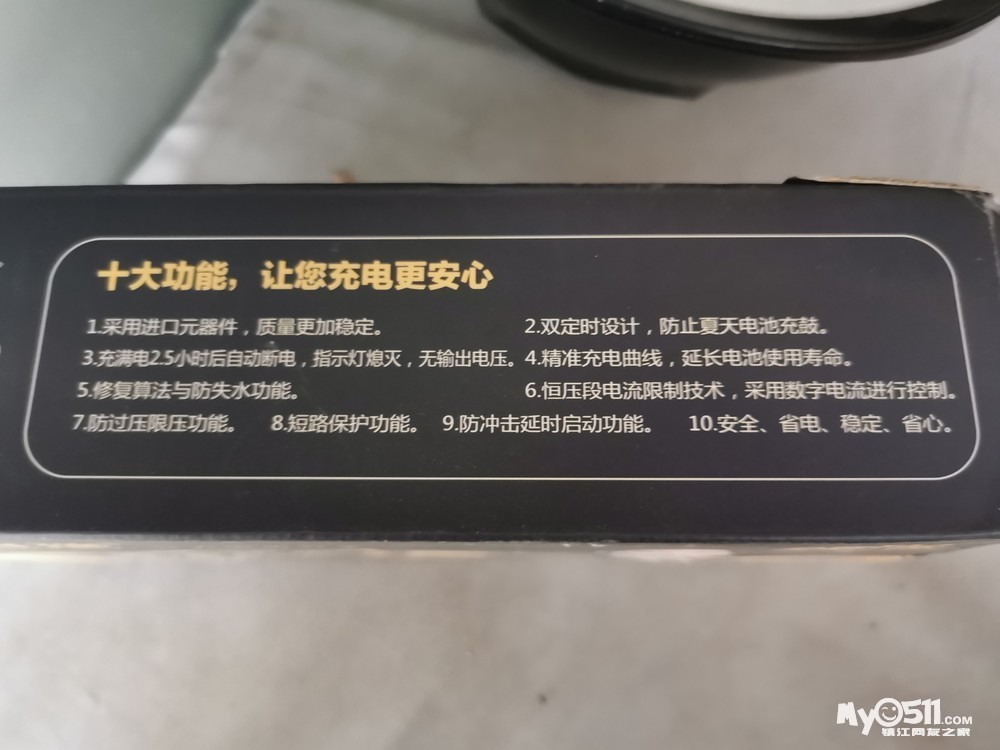 十大功能，让您充电更安心
1.采用进口元器件，质量更加稳定。 2.双定时设计，防止夏天电池充鼓。
3.充满电2.5小时后自动断电，指示灯熄灭，无输出电压。 4.精准充电曲线，延长电池使用寿命。
5.修复算法与防失水功能。 6.恒压段电流限制技术，采用数字电流进行控制。
7.防过压限压功能。 8.短路保护功能。 9.防冲击延时启动功能。 10.安全、省电、稳定、省心。
My0511.COM
镇江网友之家